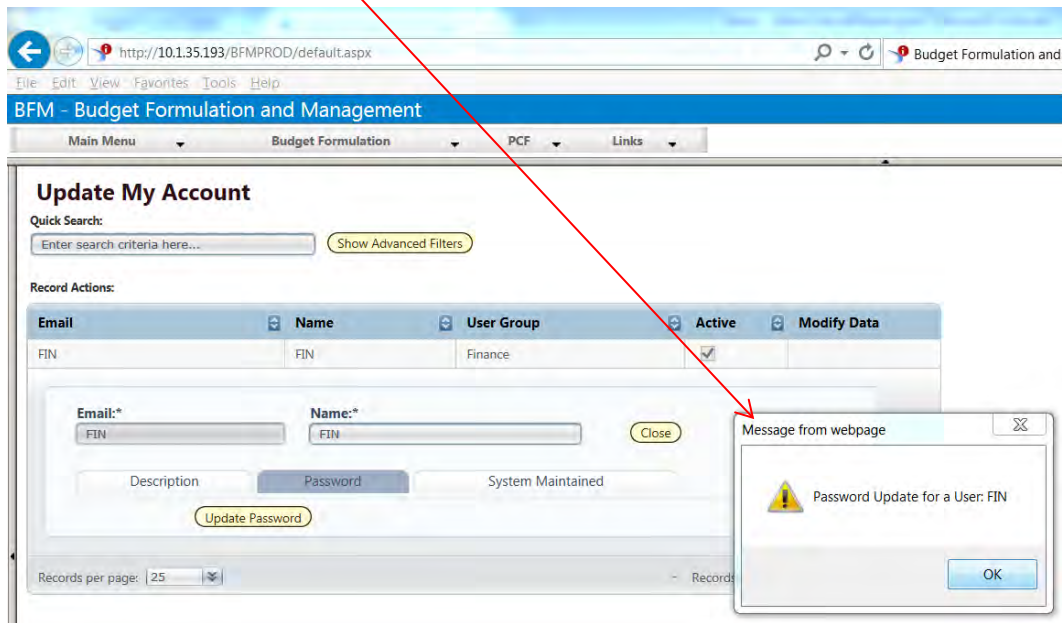 http://10.1.35.193/BFMPROD/default.aspx
Budget Formulation and
File Edit View Favorites Tools Help
BFM - Budget Formulation and Management
Main Menu Budget Formulation PCF Links
Update My Account
Quick Search:
Enter search criteria here... Show Advanced Filters
Record Actions:
Email Name User Group Active Modify Data
FIN FIN Finance
Email:* Name:*
FIN FIN Close
Message from webpage
Description Password System Maintained
Password Update for a User: FIN
Update Password
Records per page: 25 - Records
OK